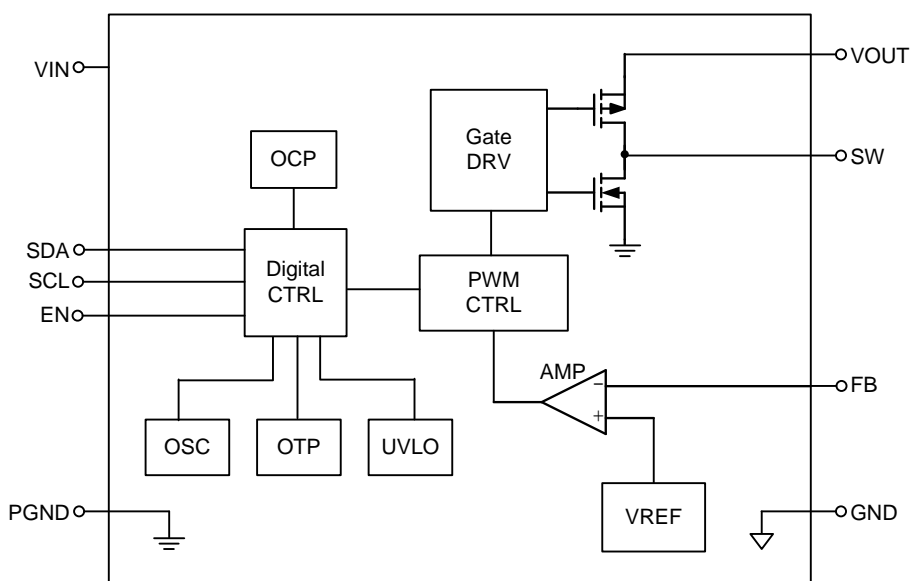 VIN
VOUT
Gate
DRV
OCP
SW
SDA
SCL
EN
Digital
CTRL
PWM
CTRL
AMP
−
+
FB
OSC
OTP
UVLO
VREF
PGND
GND